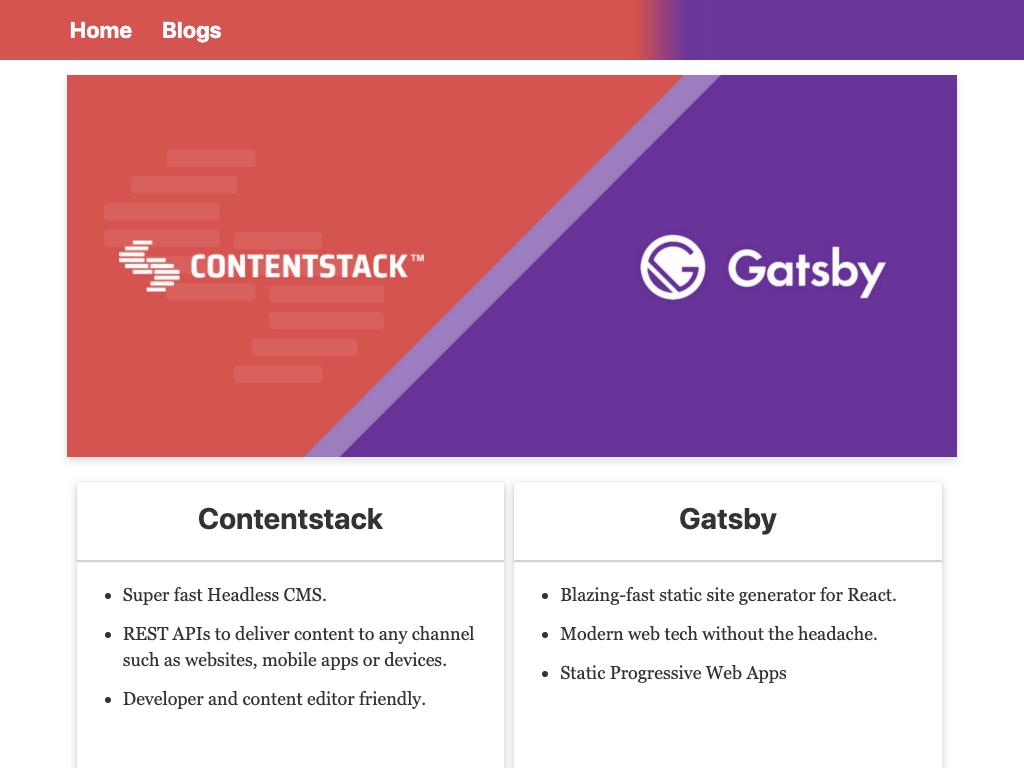 Home Blogs
CONTENTSTACK™
Gatsby
Contentstack
Super fast Headless CMS.
REST APIs to deliver content to any channel
such as websites, mobile apps or devices.
Developer and content editor friendly.
Gatsby
Blazing-fast static site generator for React.
Modern web tech without the headache.
Static Progressive Web Apps